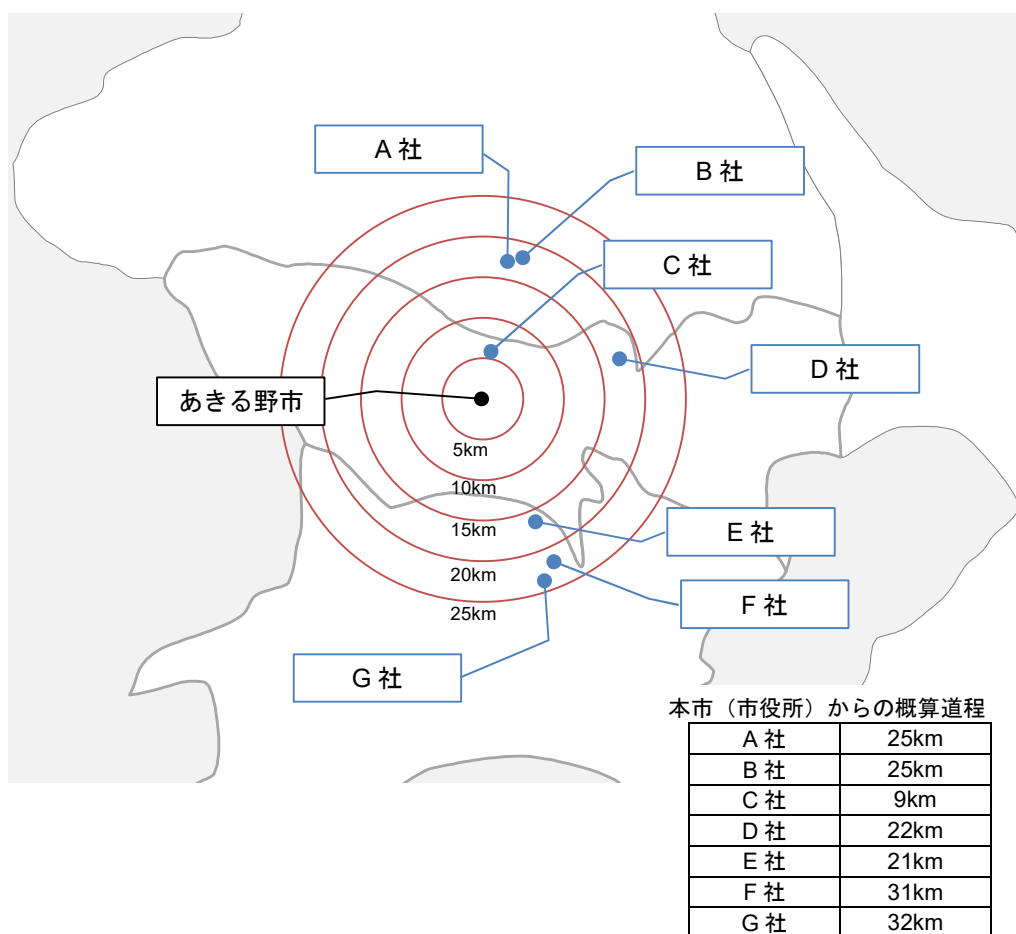 A 社
B 社
C 社
D 社
あきる野市
5km
10km
15km
E 社
20km
F 社
25km
G 社
本市（市役所）からの概算道程
A 社 25km
B 社 25km
C 社 9km
D 社 22km
E 社 21km
F 社 31km
G 社 32km